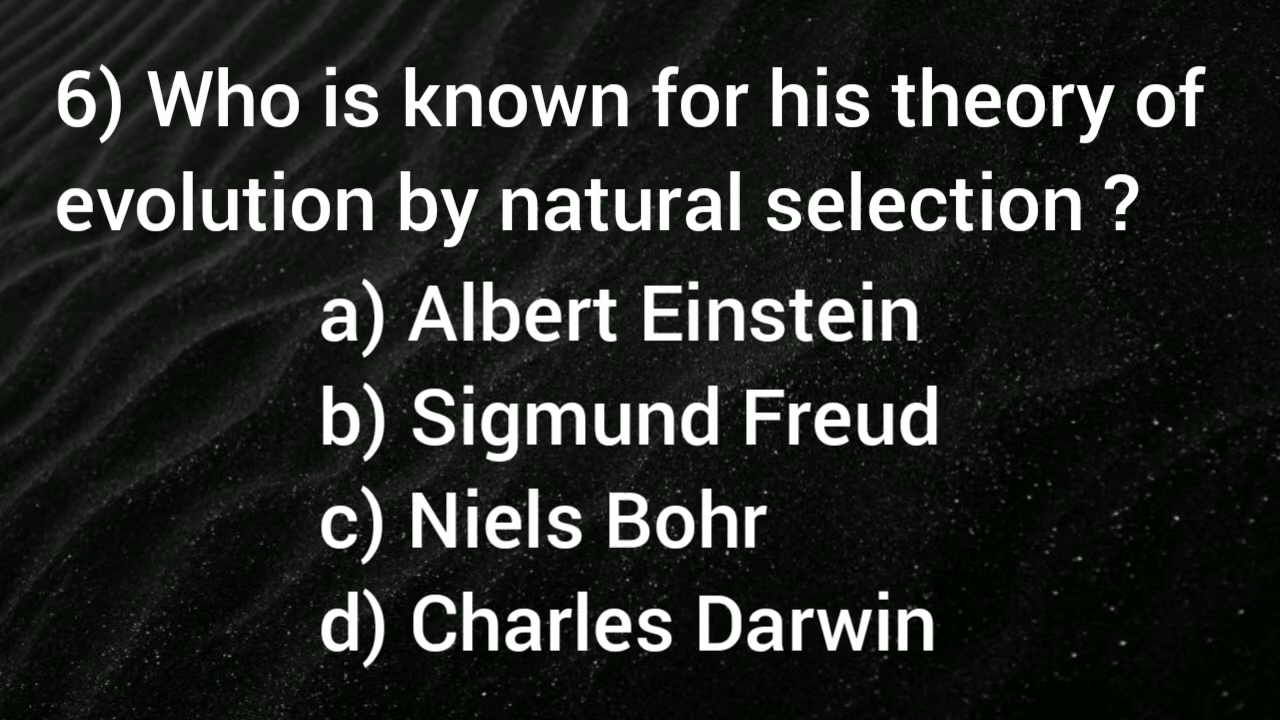 6) Who is known for his theory of
evolution by natural selection ?
a) Albert Einstein
b) Sigmund Freud
c) Niels Bohr
d) Charles Darwin